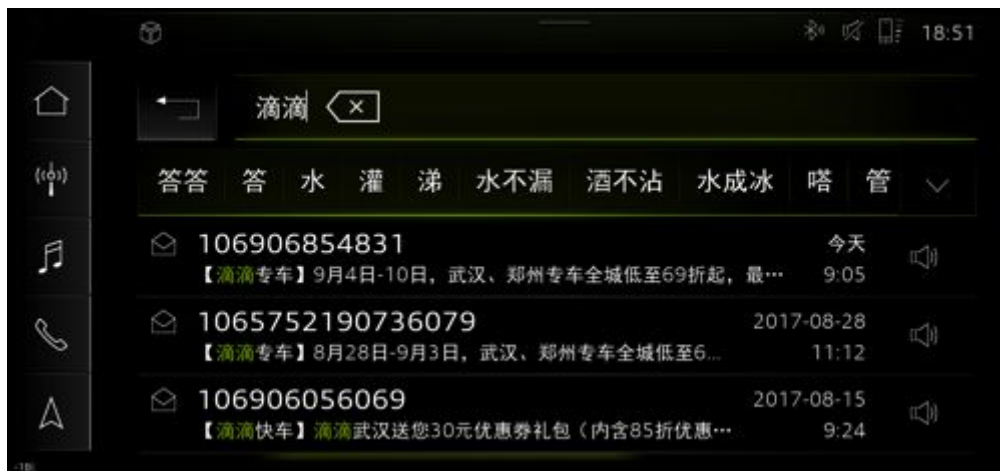 18:51
滴滴
答答 答 水 灌 涕 水不漏 酒不沾 水成冰 嗒 管
106906854831 今天
【滴滴专车】9月4日-10日，武汉、郑州专车全城低至69折起，最… 9:05
1065752190736079 2017-08-28
【滴滴专车】8月28日-9月3日，武汉、郑州专车全城低至6... 11:12
106906056069 2017-08-15
【滴滴快车】滴滴武汉送您30元优惠券礼包（内含85折优惠… 9:24